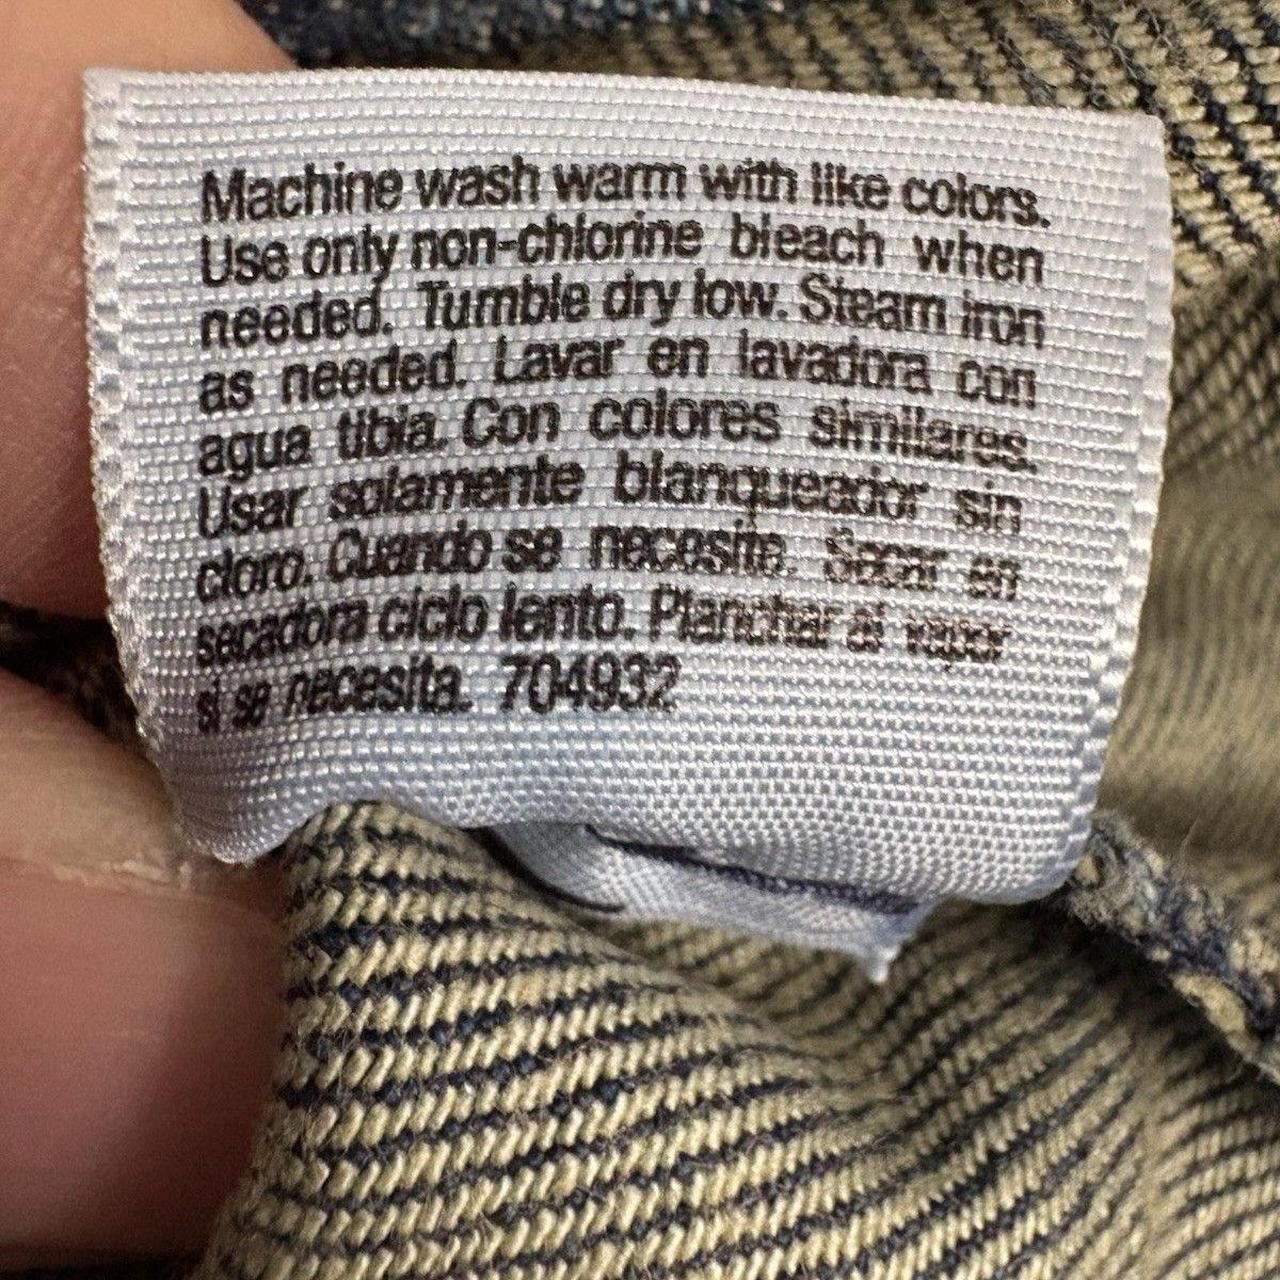 Machine wash warm with like colors.
Use only non-chlorine bleach when
needed. Tumble dry low. Steam iron
as needed. Lavar en lavadora con
agua tibia. Con colores similares.
Usar solamente blanqueador sin
cloro. Cuando se necesite. Secar en
secadora ciclo lento. Planchar al vapor
si se necesita. 704932